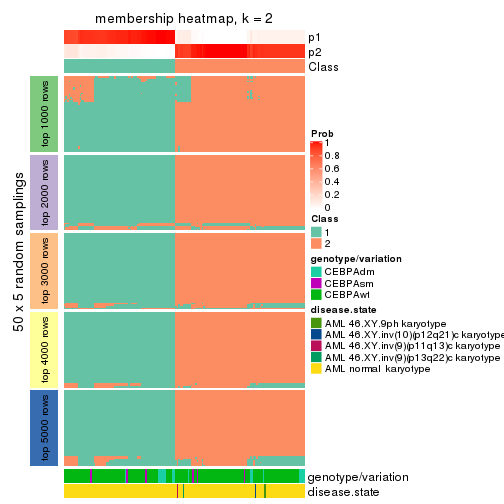 membership heatmap, k = 2
p1
p2
Class
top 1000 rows
top 2000 rows
top 3000 rows
top 4000 rows
top 5000 rows
50 x 5 random samplings
Prob
1
0.8
0.6
0.4
0.2
0
Class
1
2
genotype/variation
CEBPAdm
CEBPAsm
CEBPAwt
disease.state
AML 46.XY.9ph karyotype
AML 46.XY.inv(10)(p12q21)c karyotype
AML 46.XY.inv(9)(p11q13)c karyotype
AML 46.XY.inv(9)(p13q22)c karyotype
AML normal karyotype
genotype/variation
disease.state